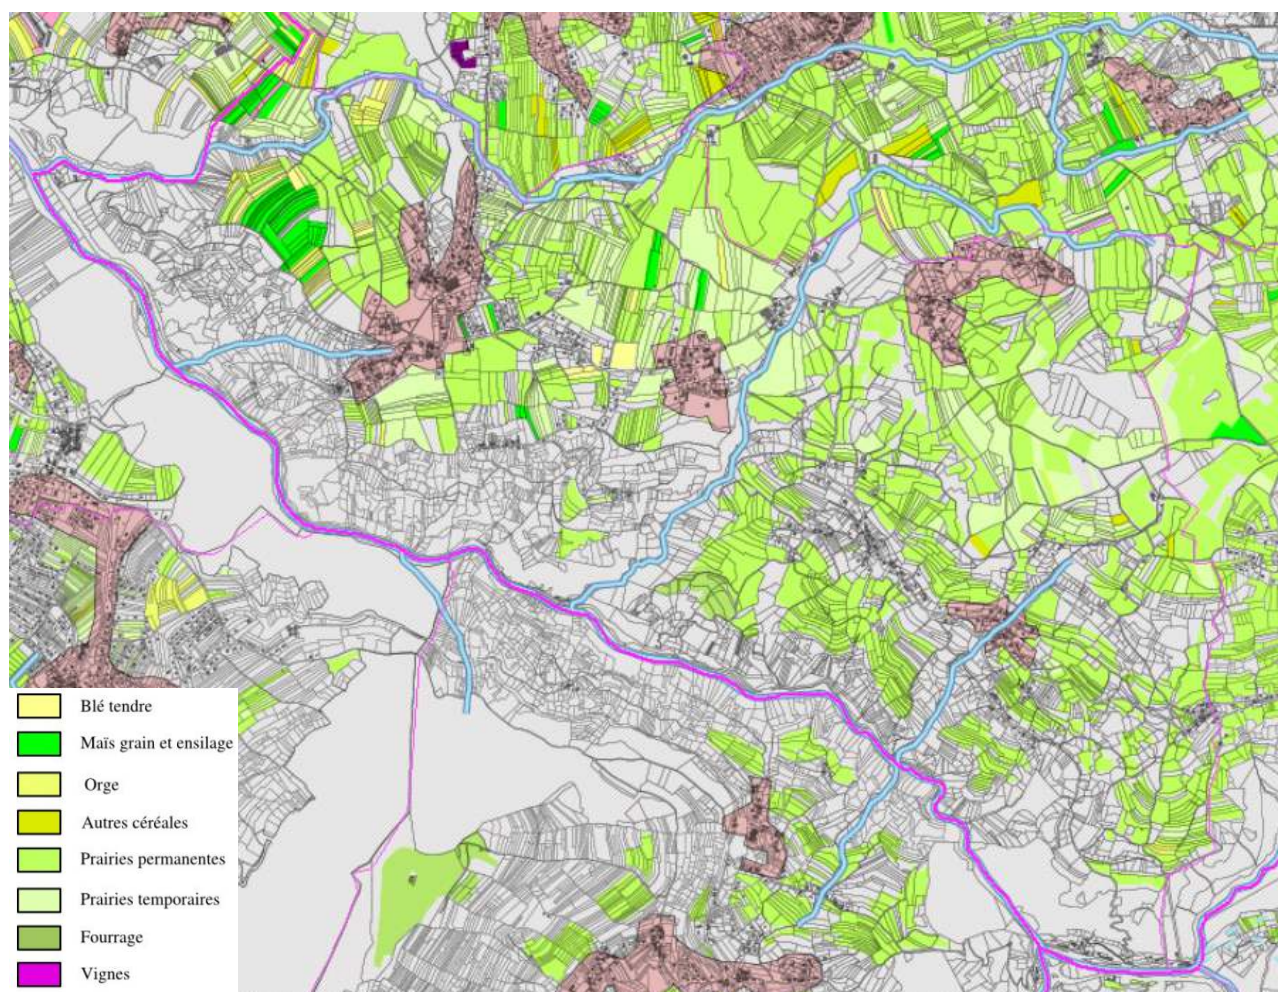 Blé tendre
Maïs grain et ensilage
Orge
Autres céréales
Prairies permanentes
Prairies temporaires
Fourrage
Vignes